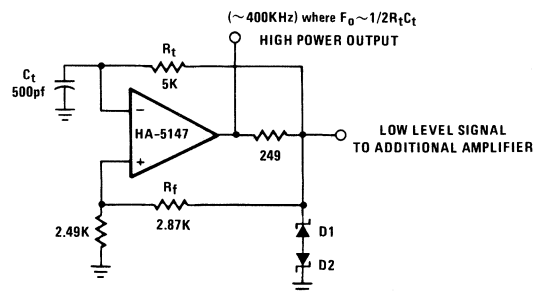 (~400KHz) where Fo~1/2RtCt
HIGH POWER OUTPUT
Rt
5K
Ct
500pf
−
HA-5147
+
249
LOW LEVEL SIGNAL
TO ADDITIONAL AMPLIFIER
Rf
2.87K
2.49K
D1
D2